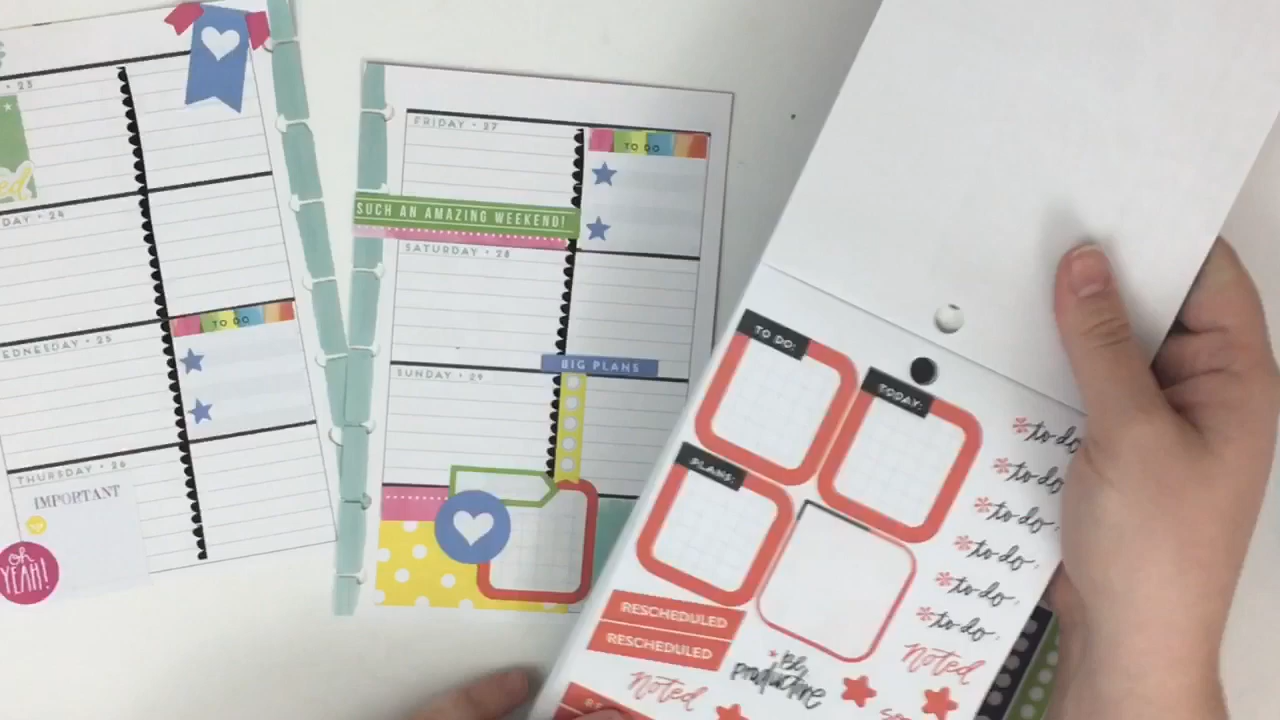 • 23
DAY • 24
TO DO
WEDNESDAY • 25
THURSDAY • 26
IMPORTANT
oh
YEAH!
FRIDAY • 27
TO DO
SUCH AN AMAZING WEEKEND!
SATURDAY • 28
BIG PLANS
SUNDAY • 29
TO DO:
TODAY:
PLANS:
to do
to do
to do
to do
to do
to do
RESCHEDULED
RESCHEDULED
Be
productive
Noted
Noted